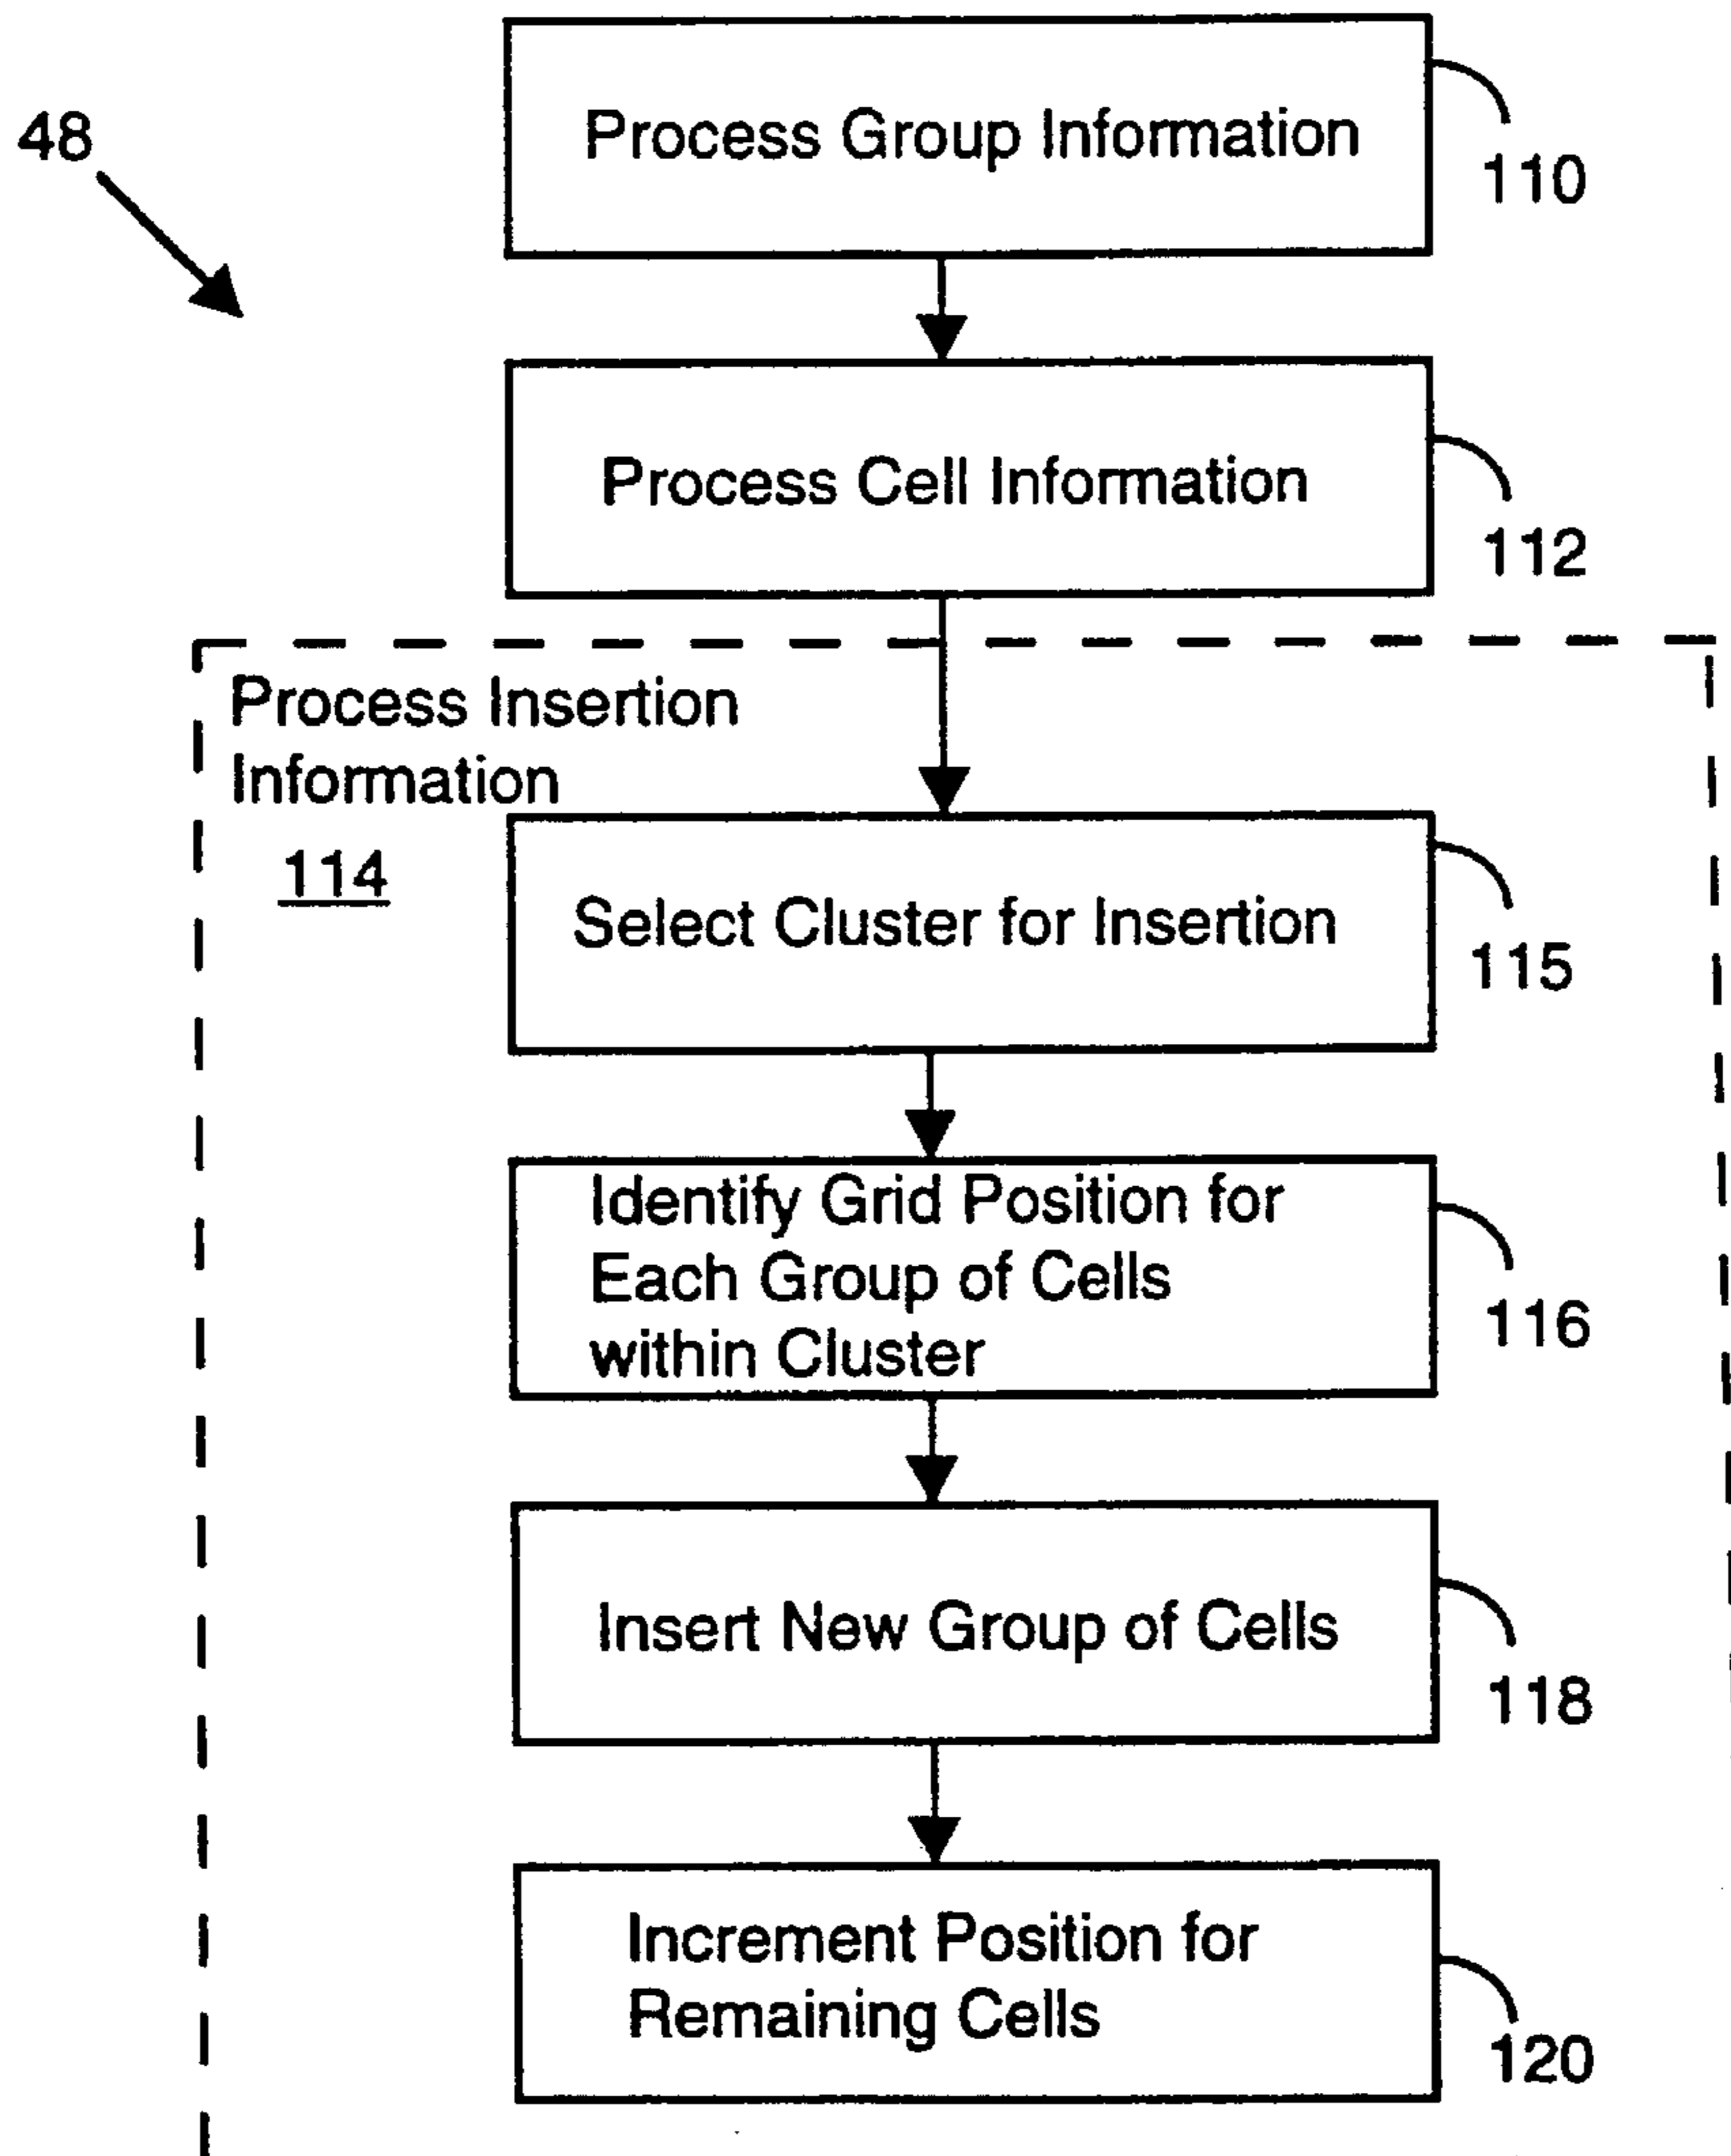 48
Process Group Information
110
Process Cell Information
112
Process Insertion
Information
114
Select Cluster for Insertion
115
Identify Grid Position for
Each Group of Cells
within Cluster
116
Insert New Group of Cells
118
Increment Position for
Remaining Cells
120